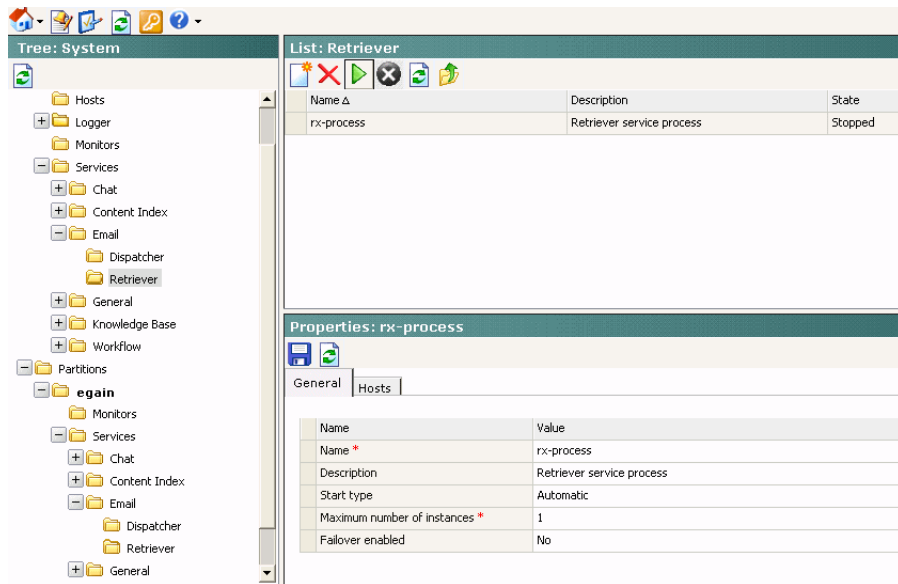 Tree: System
Hosts
Logger
Monitors
Services
Chat
Content Index
Email
Dispatcher
Retriever
General
Knowledge Base
Workflow
Partitions
egain
Monitors
Services
Chat
Content Index
Email
Dispatcher
Retriever
General
List: Retriever
Name Description State
rx-process Retriever service process Stopped
Properties: rx-process
General Hosts
Name Value
Name * rx-process
Description Retriever service process
Start type Automatic
Maximum number of instances * 1
Failover enabled No